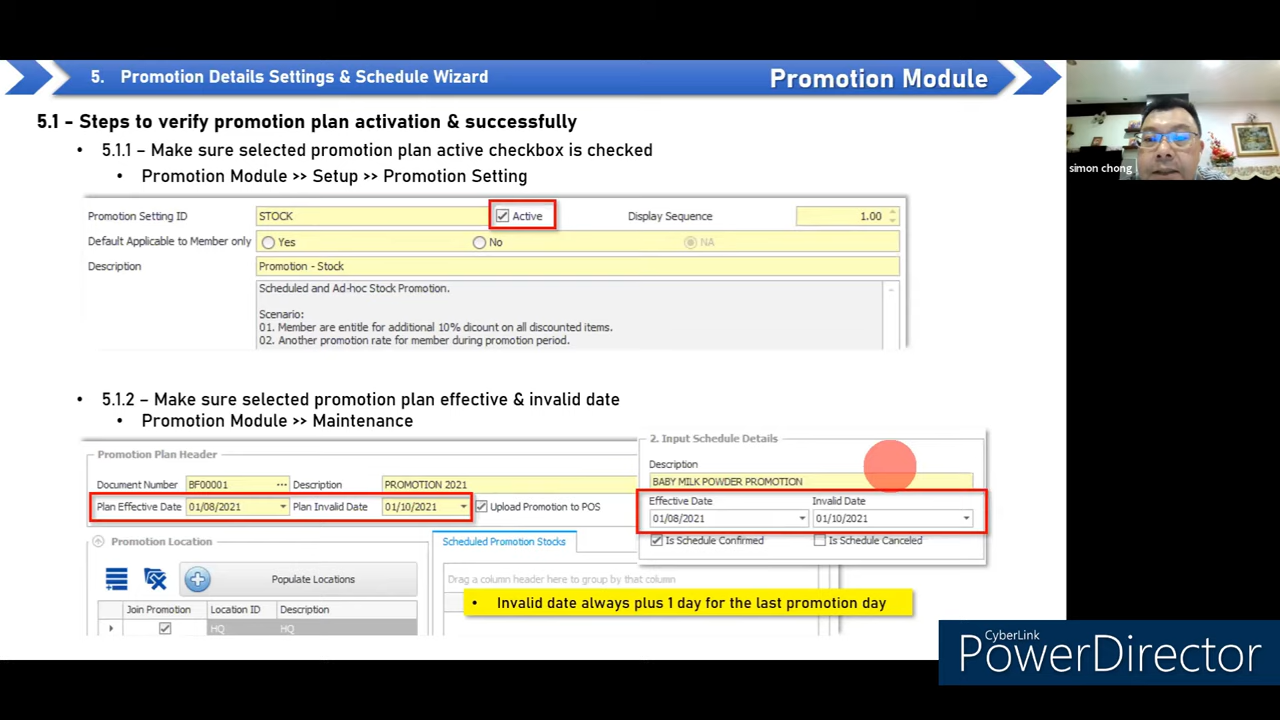 5. Promotion Details Settings & Schedule Wizard
Promotion Module
5.1 - Steps to verify promotion plan activation & successfully
• 5.1.1 – Make sure selected promotion plan active checkbox is checked
• Promotion Module >> Setup >> Promotion Setting
simon chong
Promotion Setting ID STOCK Active Display Sequence 1.00
Default Applicable to Member only Yes No NA
Description Promotion - Stock
Scheduled and Ad-hoc Stock Promotion.
Scenario:
01. Member are entitle for additional 10% dicount on all discounted items.
02. Another promotion rate for member during promotion period.
• 5.1.2 – Make sure selected promotion plan effective & invalid date
• Promotion Module >> Maintenance
Promotion Plan Header
Document Number BF00001 ··· Description PROMOTION 2021
Plan Effective Date 01/08/2021 Plan Invalid Date 01/10/2021 Upload Promotion to POS
Promotion Location
Populate Locations
Join Promotion Location ID Description
HQ HQ
Scheduled Promotion Stocks
Drag a column header here to group by that column
2. Input Schedule Details
Description
BABY MILK POWDER PROMOTION
Effective Date Invalid Date
01/08/2021 01/10/2021
Is Schedule Confirmed Is Schedule Canceled
• Invalid date always plus 1 day for the last promotion day
CyberLink
PowerDirector